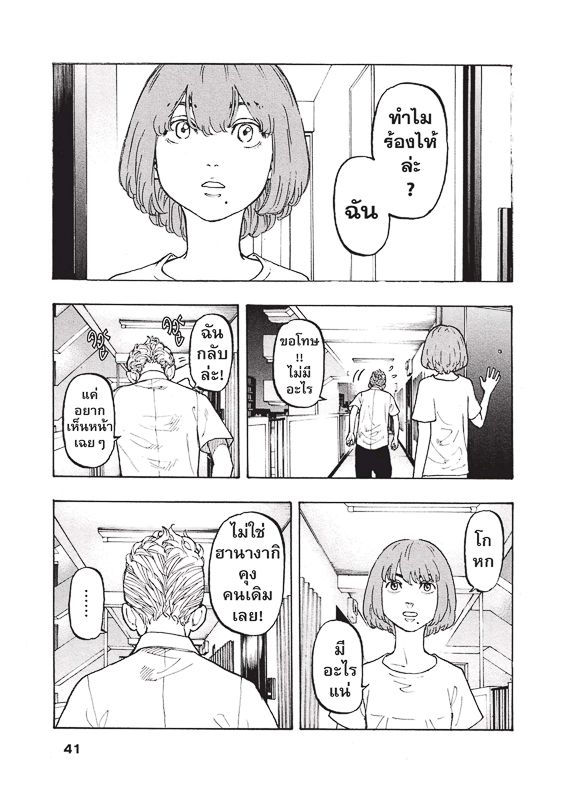 ทำไม
ร้องไห้
ล่ะ
?
ฉัน
ขอโทษ
!!
ไม่มี
อะไร
ฉัน
กลับ
ล่ะ!
แค่
อยาก
เห็นหน้า
เฉย ๆ
โก
หก
มี
อะไร
แน่
ไม่ใช่
ฮานางากิ
คุง
คนเดิม
เลย!
......
41